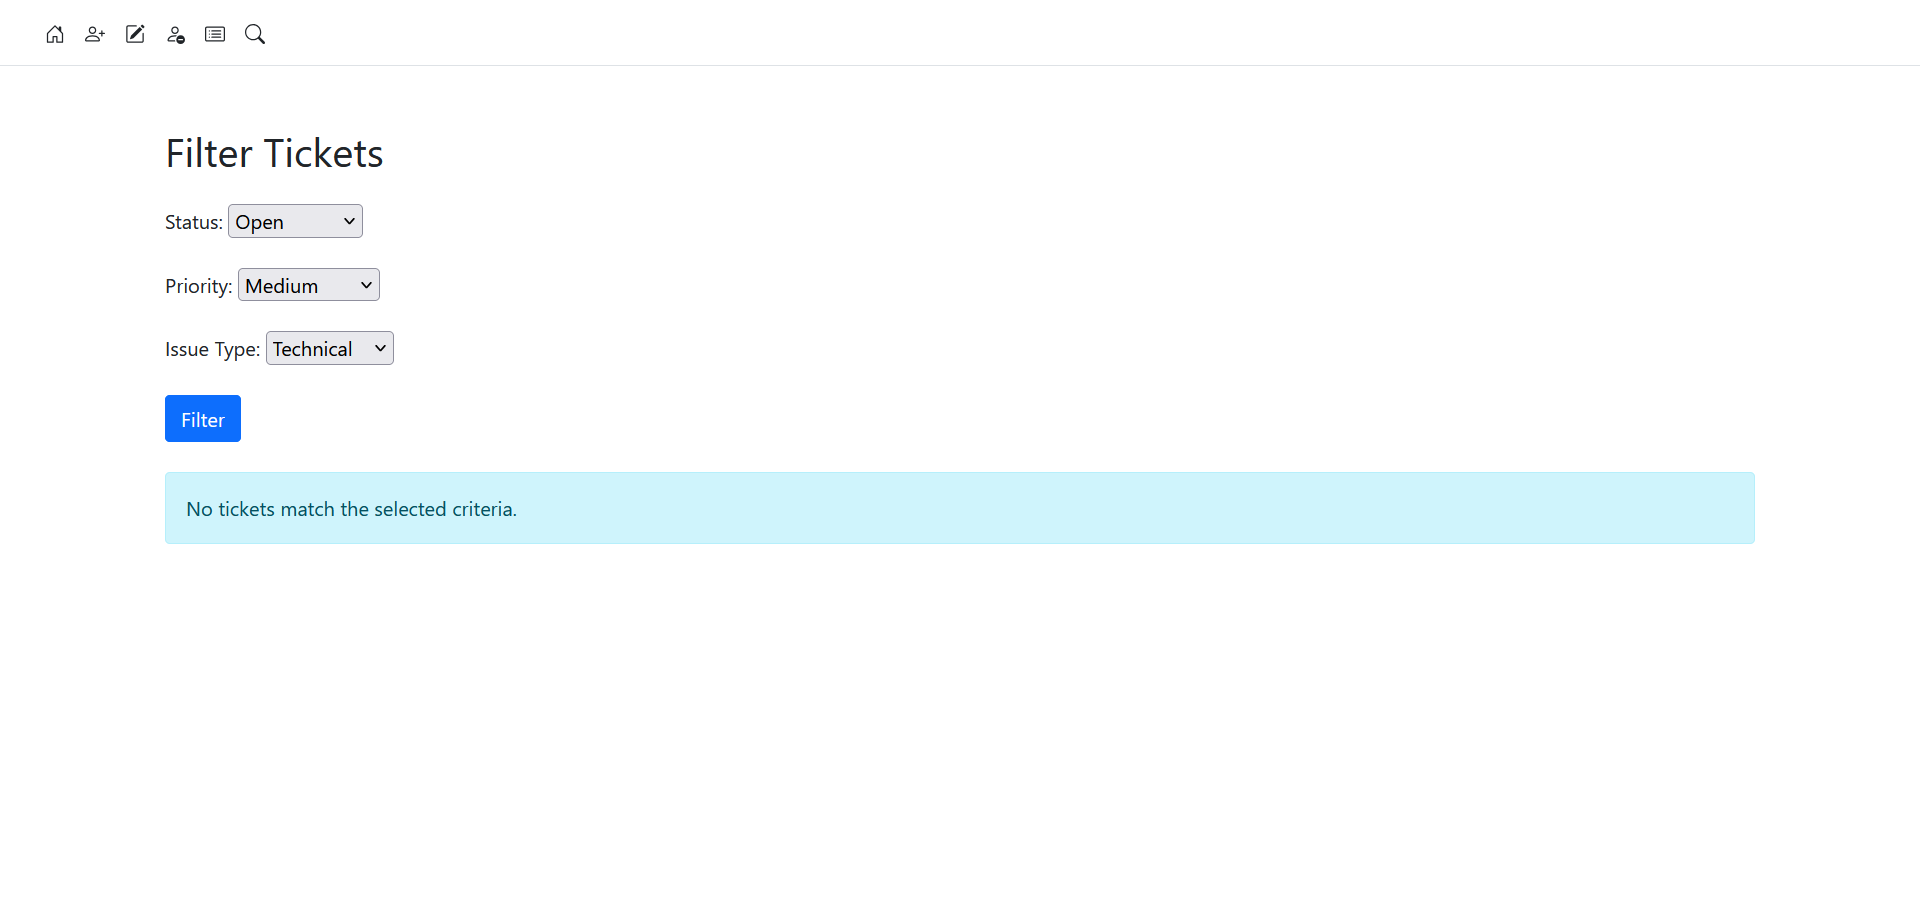 Filter Tickets
Status: Open
Priority: Medium
Issue Type: Technical
Filter
No tickets match the selected criteria.